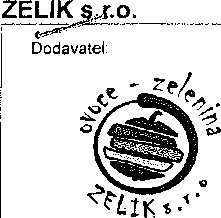 ZELIK s.r.o.
Dodavatel:
ovoce - zelenina
ZELIK s.r.o